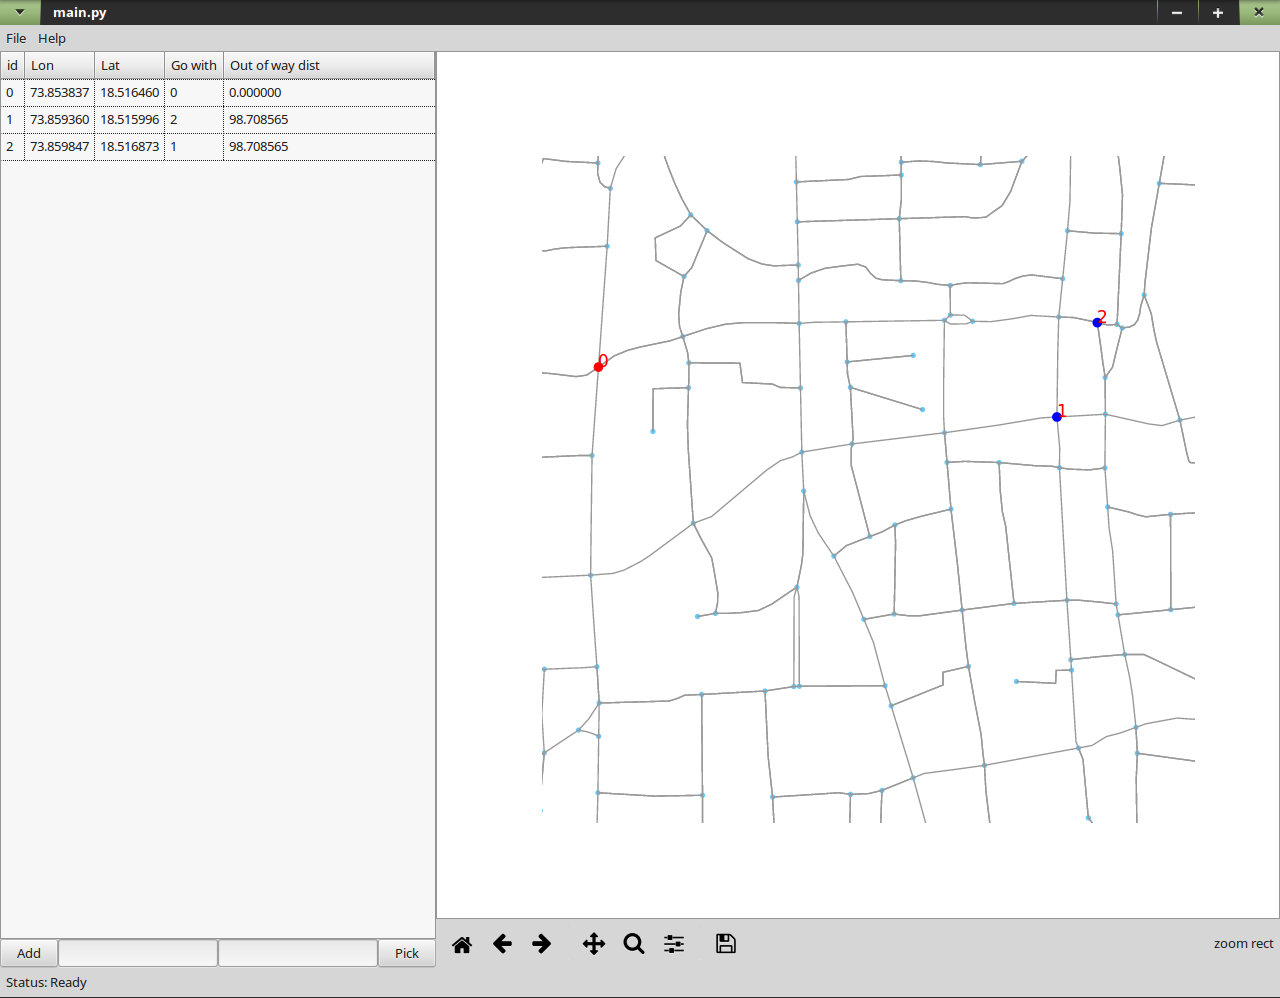 main.py
File Help
id Lon Lat Go with Out of way dist
0 73.853837 18.516460 0 0.000000
1 73.859360 18.515996 2 98.708565
2 73.859847 18.516873 1 98.708565
2
0
1
Add Pick zoom rect
Status: Ready